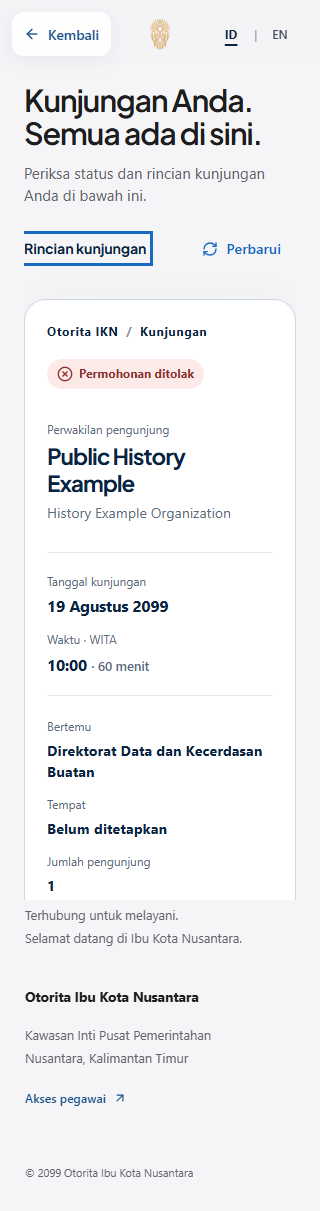 Kembali
ID | EN
Kunjungan Anda.
Semua ada di sini.
Periksa status dan rincian kunjungan
Anda di bawah ini.
Rincian kunjungan
Perbarui
Otorita IKN / Kunjungan
Permohonan ditolak
Perwakilan pengunjung
Public History
Example
History Example Organization
Tanggal kunjungan
19 Agustus 2099
Waktu · WITA
10:00 · 60 menit
Bertemu
Direktorat Data dan Kecerdasan
Buatan
Tempat
Belum ditetapkan
Jumlah pengunjung
1
Terhubung untuk melayani.
Selamat datang di Ibu Kota Nusantara.
Otorita Ibu Kota Nusantara
Kawasan Inti Pusat Pemerintahan
Nusantara, Kalimantan Timur
Akses pegawai
© 2099 Otorita Ibu Kota Nusantara